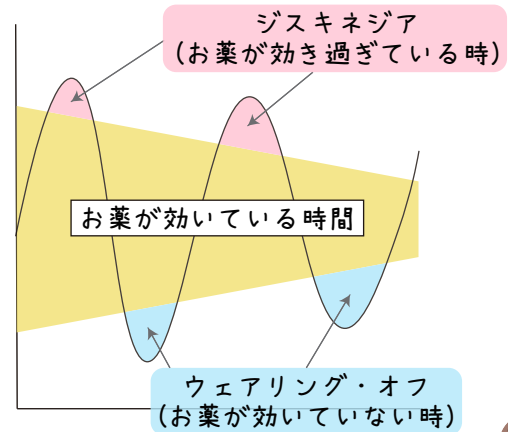 ジスキネジア
(お薬が効き過ぎている時)
お薬が効いている時間
ウェアリング・オフ
(お薬が効いていない時)